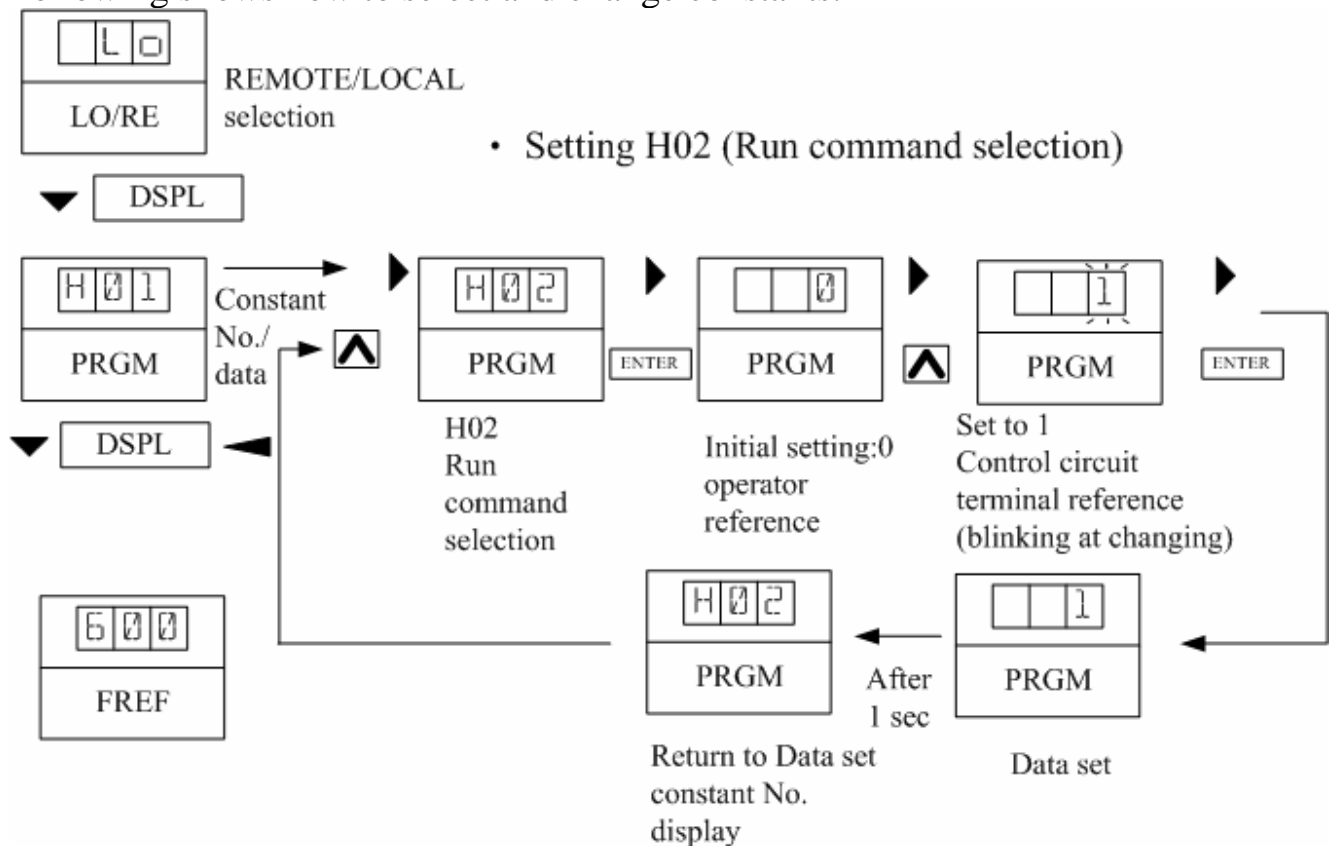 Lo
LO/RE
REMOTE/LOCAL
selection
· Setting H02 (Run command selection)
DSPL
H01
PRGM
Constant
No./
data
H02
PRGM
ENTER
0
PRGM
1
PRGM
ENTER
DSPL
H02
Run
command
selection
Initial setting:0
operator
reference
Set to 1
Control circuit
terminal reference
(blinking at changing)
600
FREF
H02
PRGM
After
1 sec
1
PRGM
Return to Data set
constant No.
display
Data set